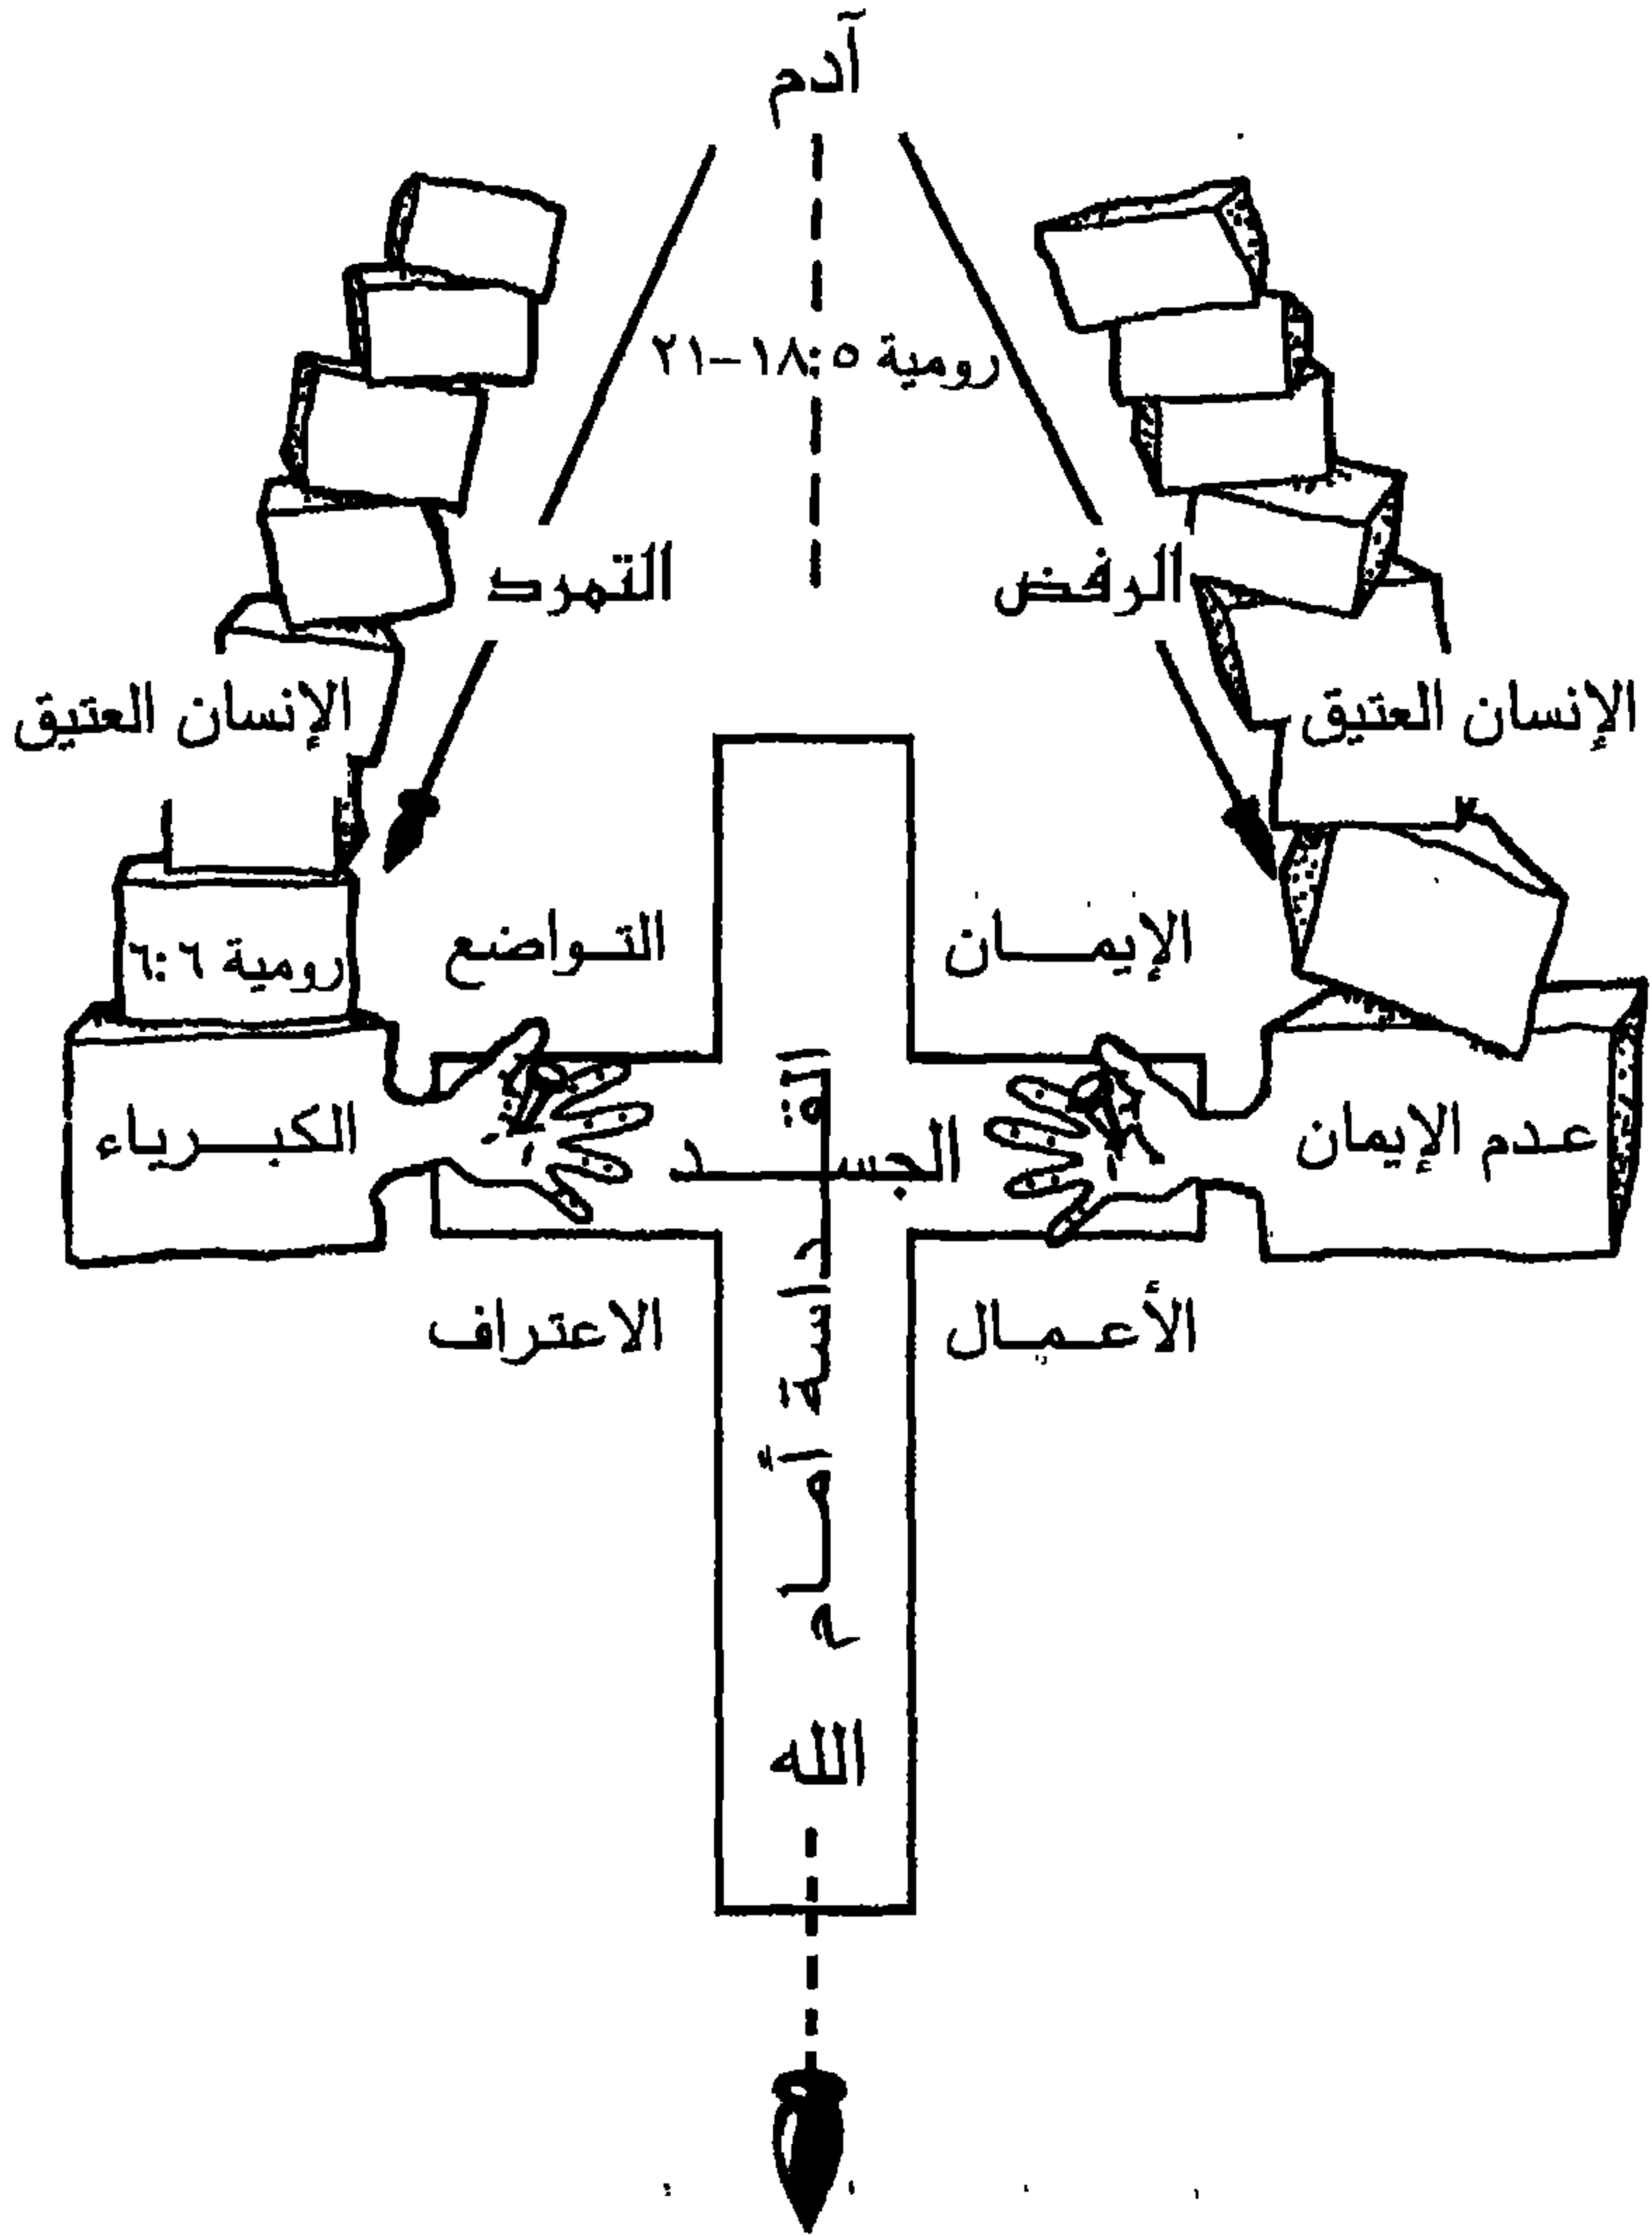 آدم
رومية ٥:١٨-٢١
الرفض
التمرد
الإنسان العتيق
الإنسان العتيق
الإيمان
التواضع
رومية ٦:٦
عدم الإيمان
الجسد
الكبرياء
القداسة أمام الله
الأعمال
الاعتراف